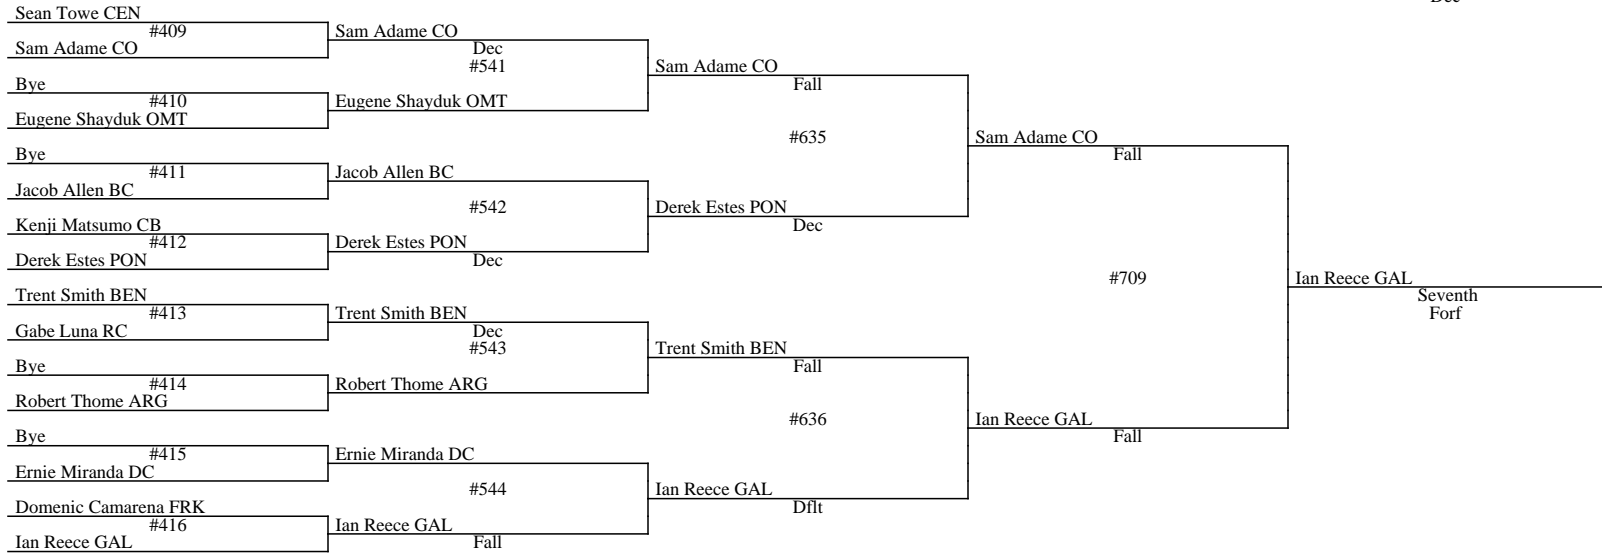 Sean Towe CEN
#409
Sam Adame CO
Bye
#410
Eugene Shayduk OMT
Bye
#411
Jacob Allen BC
Kenji Matsumo CB
#412
Derek Estes PON
Trent Smith BEN
#413
Gabe Luna RC
Bye
#414
Robert Thome ARG
Bye
#415
Ernie Miranda DC
Domenic Camarena FRK
#416
Ian Reece GAL
Sam Adame CO
Dec
#541
Eugene Shayduk OMT
Jacob Allen BC
#542
Derek Estes PON
Dec
Trent Smith BEN
Dec
#543
Robert Thome ARG
Ernie Miranda DC
#544
Ian Reece GAL
Fall
Sam Adame CO
Fall
#635
Derek Estes PON
Dec
Trent Smith BEN
Fall
#636
Ian Reece GAL
Dflt
Sam Adame CO
Fall
#709
Ian Reece GAL
Fall
Ian Reece GAL
Seventh
Forf